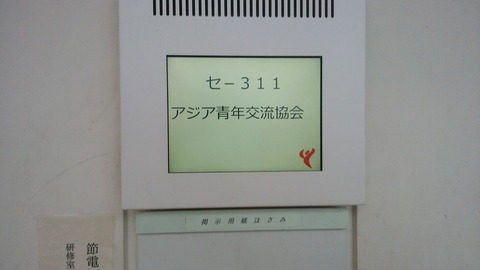 セ－３１１
アジア青年交流協会
掲示用紙はさみ
節電
研修室